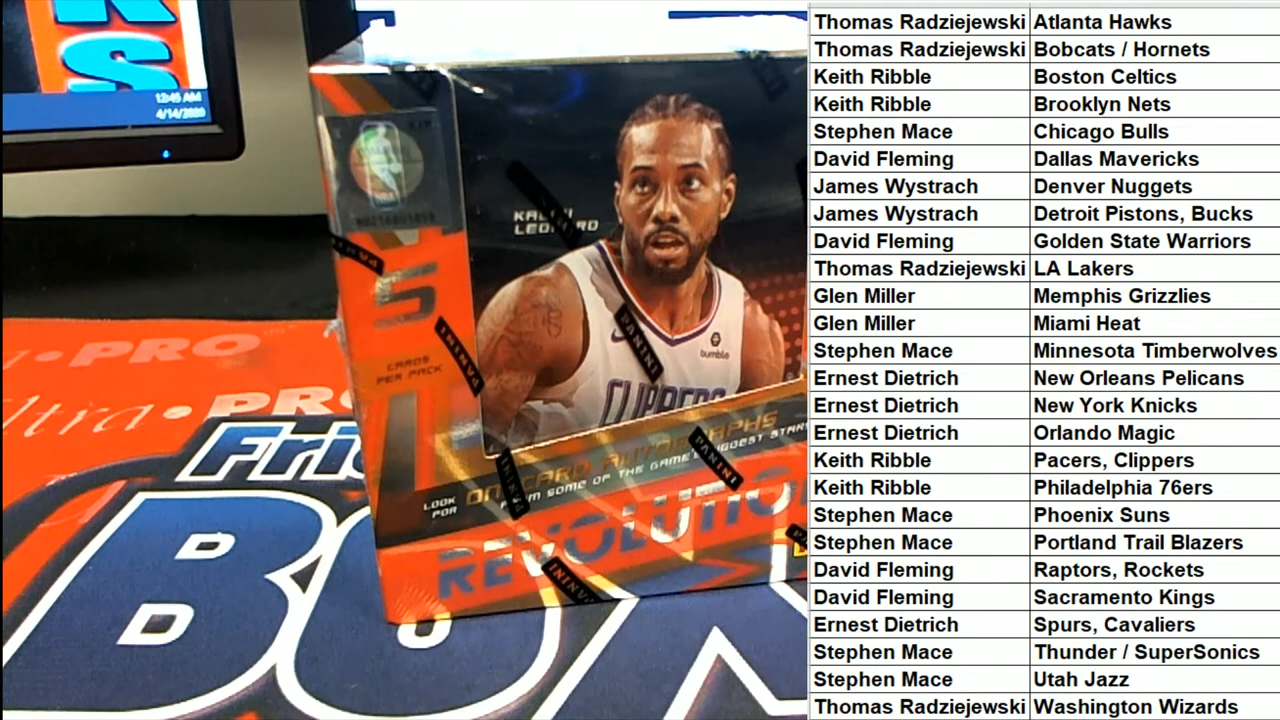 S
12:45 AM
4/14/2020
LEONARD
S
CARDS
PER PACK
PANINI
PANINI
PANINI
PANINI
PANINI
bumble
CLIPPERS
LOOK
FOR
ON-CARD AUTOGRAPHS
FROM SOME OF THE GAME'S BIGGEST STARS
REVOLUTION
PRO
ltra PRO
Fri
BO
Thomas Radziejewski Atlanta Hawks
Thomas Radziejewski Bobcats / Hornets
Keith Ribble Boston Celtics
Keith Ribble Brooklyn Nets
Stephen Mace Chicago Bulls
David Fleming Dallas Mavericks
James Wystrach Denver Nuggets
James Wystrach Detroit Pistons, Bucks
David Fleming Golden State Warriors
Thomas Radziejewski LA Lakers
Glen Miller Memphis Grizzlies
Glen Miller Miami Heat
Stephen Mace Minnesota Timberwolves
Ernest Dietrich New Orleans Pelicans
Ernest Dietrich New York Knicks
Ernest Dietrich Orlando Magic
Keith Ribble Pacers, Clippers
Keith Ribble Philadelphia 76ers
Stephen Mace Phoenix Suns
Stephen Mace Portland Trail Blazers
David Fleming Raptors, Rockets
David Fleming Sacramento Kings
Ernest Dietrich Spurs, Cavaliers
Stephen Mace Thunder / SuperSonics
Stephen Mace Utah Jazz
Thomas Radziejewski Washington Wizards